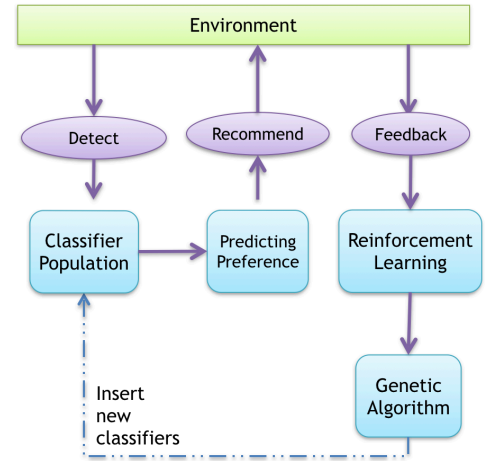 Environment
Detect
Recommend
Feedback
Classifier
Population
Predicting
Preference
Reinforcement
Learning
Genetic
Algorithm
Insert
new
classifiers